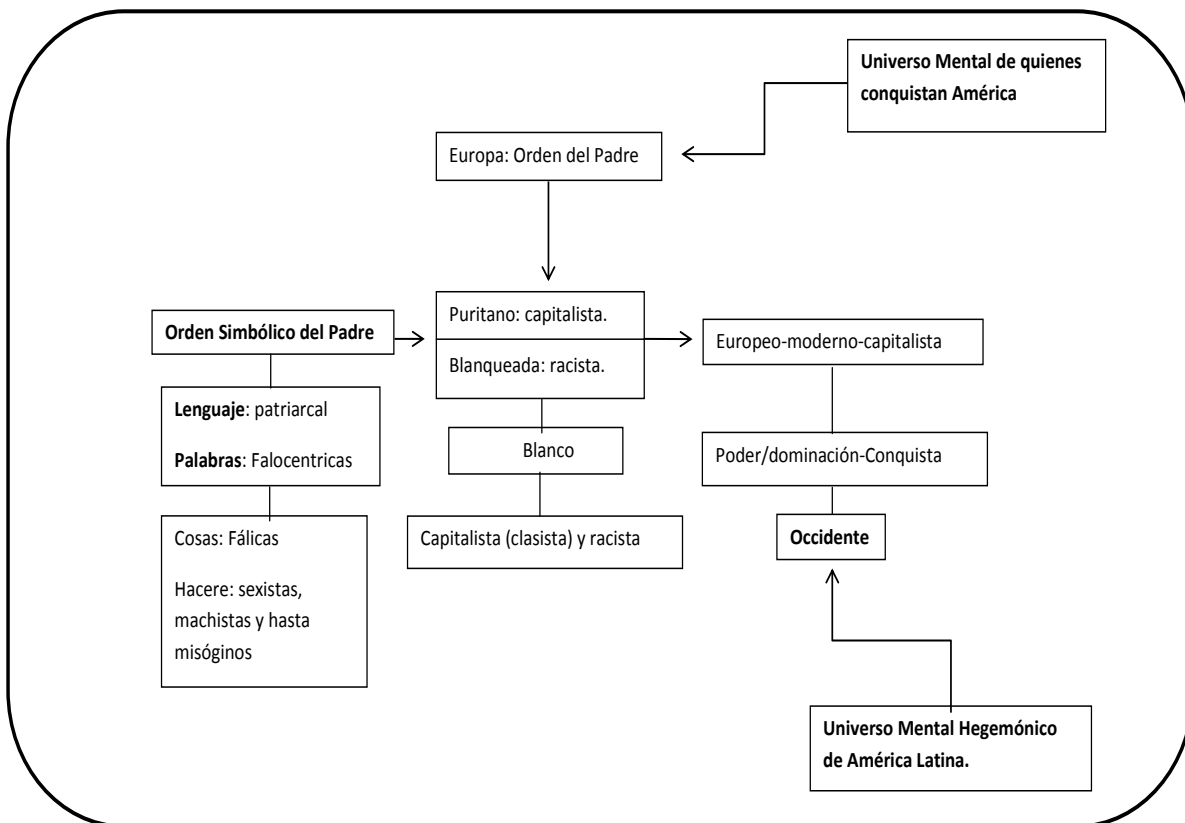 Universo Mental de quienes
conquistan América
Europa: Orden del Padre
Orden Simbólico del Padre
Puritano: capitalista.
Blanqueada: racista.
Europeo-moderno-capitalista
Lenguaje: patriarcal
Palabras: Falocentricas
Blanco
Poder/dominación-Conquista
Cosas: Fálicas
Hacere: sexistas,
machistas y hasta
misóginos
Capitalista (clasista) y racista
Occidente
Universo Mental Hegemónico
de América Latina.